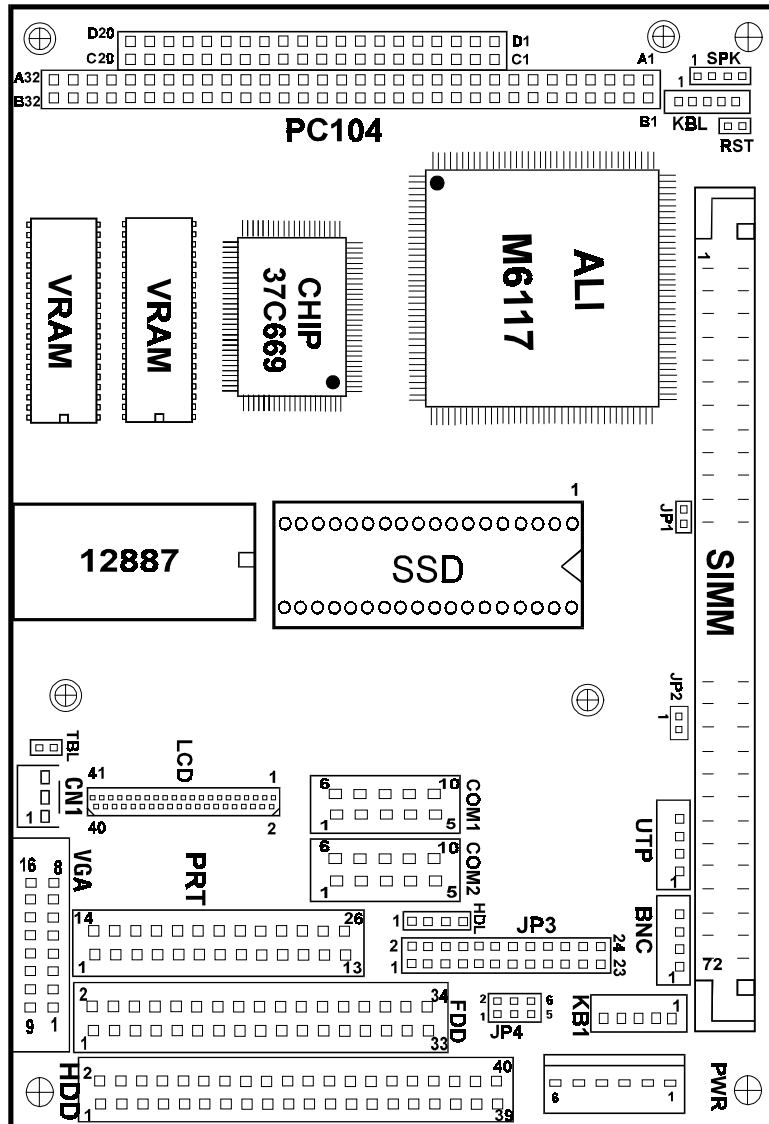 D20 D1
C20 C1
A32 A1
B32 B1
PC104
1 SPK
1
KBL
RST
VRAM
VRAM
CHIP
37C669
ALI
M6117
1
SIMM
72
JP1
12887
1
SSD
JP2
1
TBL
CN1
1
LCD
41 1
40 2
6 10
1 5
COM1
6 10
1 5
COM2
UTP
1
BNC
1
VGA
16 8
9 1
PRT
14 26
1 13
1 HDL
JP3
2 24
1 23
2 34
1 33
FDD
2 6
1 5
JP4
KB1
1
HDD
2 40
1 39
6 1
PWR